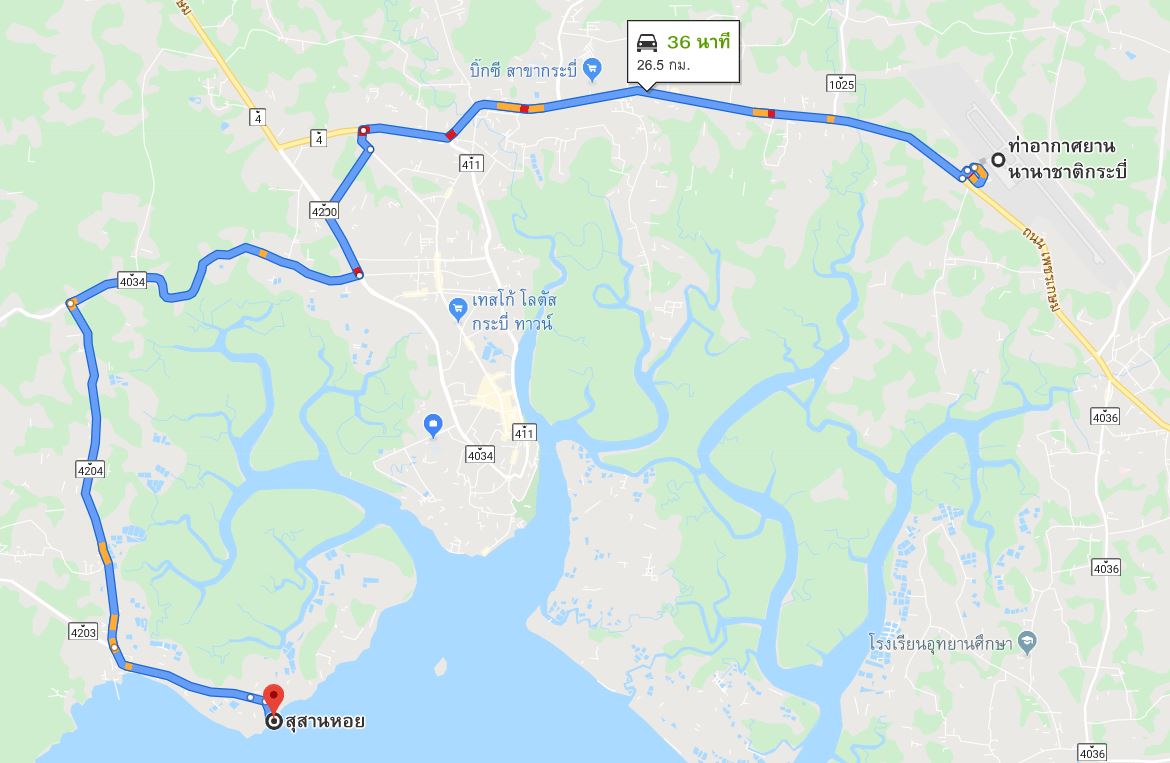 36 นาที
26.5 กม.
บิ๊กซี สาขากระบี่
1025
4
4
411
ท่าอากาศยาน
นานาชาติกระบี่
4200
ถนน เพชรเกษม
4034
เทสโก้ โลตัส
กระบี่ ทาวน์
4036
411
4034
4204
4036
4203
โรงเรียนอุทยานศึกษา
สุสานหอย
4036